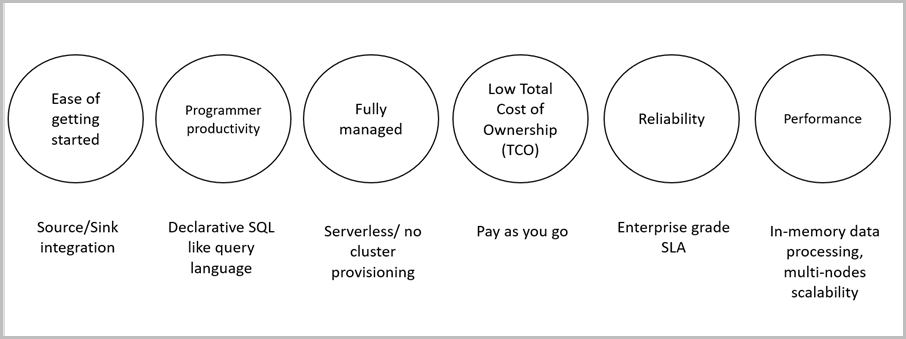 Ease of
getting
started
Programmer
productivity
Fully
managed
Low Total
Cost of
Ownership
(TCO)
Reliability
Performance
Source/Sink
integration
Declarative SQL
like query
language
Serverless/ no
cluster
provisioning
Pay as you go
Enterprise grade
SLA
In-memory data
processing,
multi-nodes
scalability